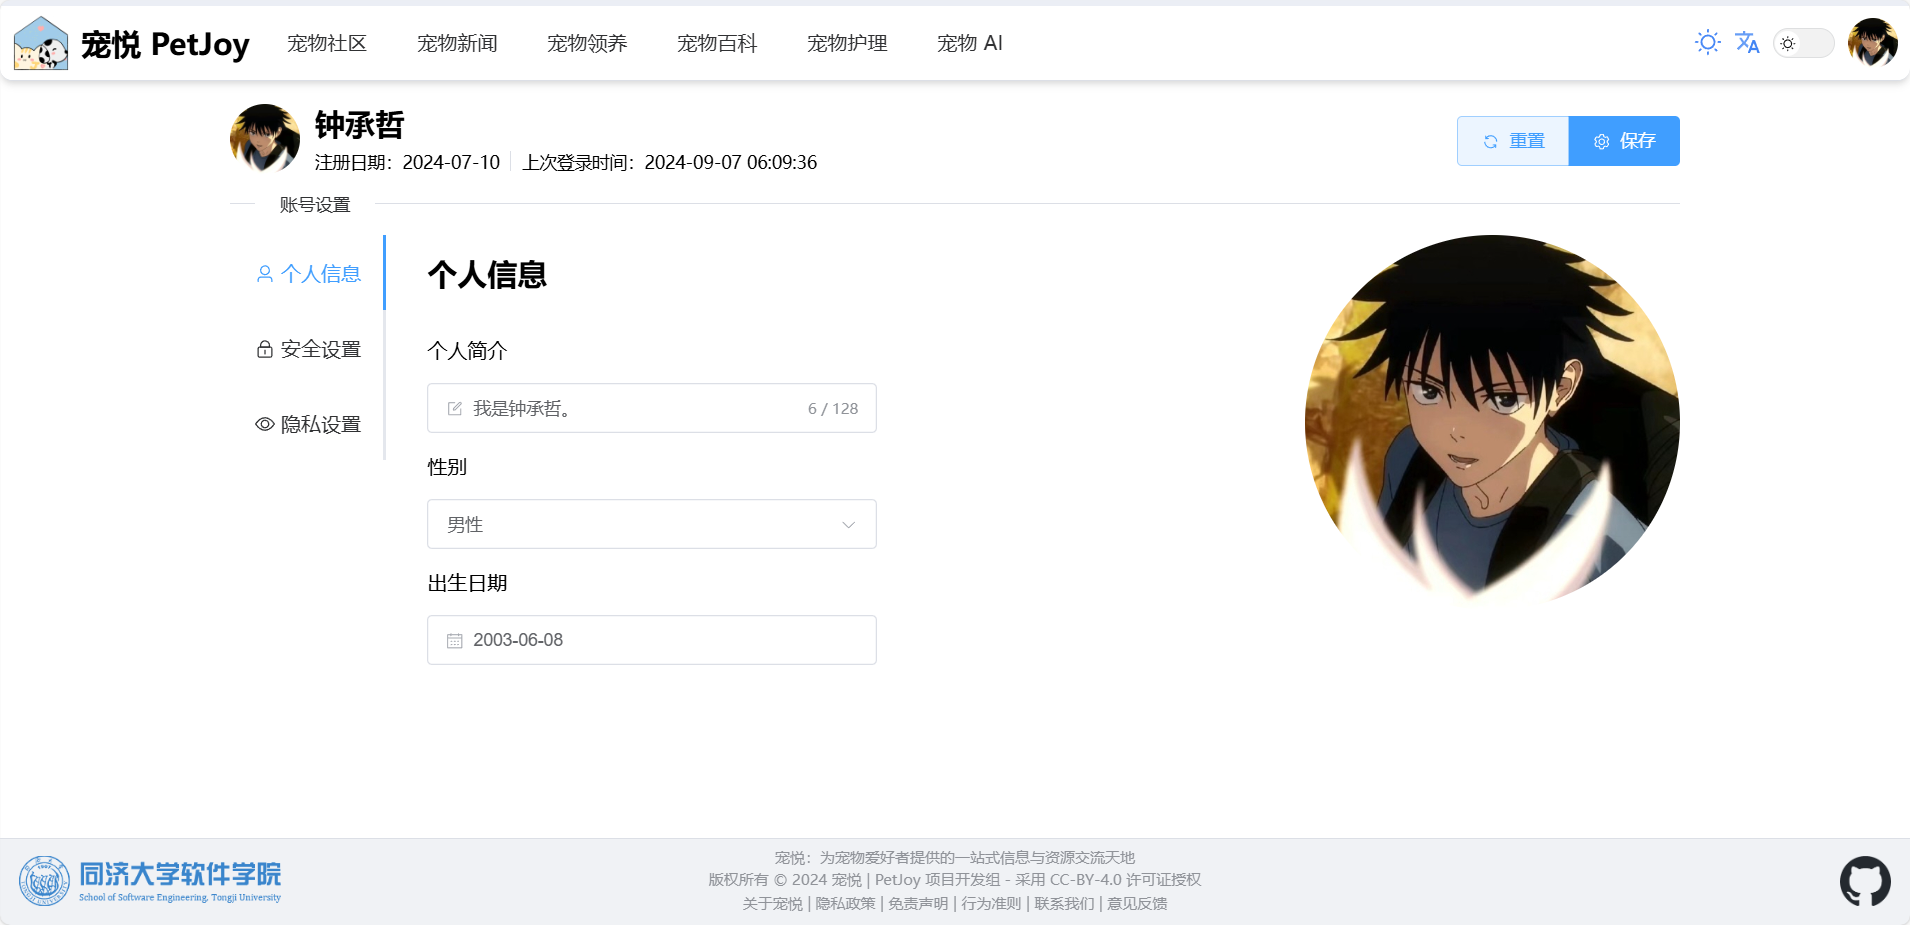 宠悦 PetJoy 宠物社区 宠物新闻 宠物领养 宠物百科 宠物护理 宠物 AI
钟承哲
注册日期：2024-07-10 上次登录时间：2024-09-07 06:09:36
重置 保存
账号设置
个人信息
安全设置
隐私设置
个人信息
个人简介
我是钟承哲。 6 / 128
性别
男性
出生日期
2003-06-08
同济大学软件学院
School of Software Engineering, Tongji University
宠悦：为宠物爱好者提供的一站式信息与资源交流天地
版权所有 © 2024 宠悦 | PetJoy 项目开发组 - 采用 CC-BY-4.0 许可证授权
关于宠悦 | 隐私政策 | 免责声明 | 行为准则 | 联系我们 | 意见反馈